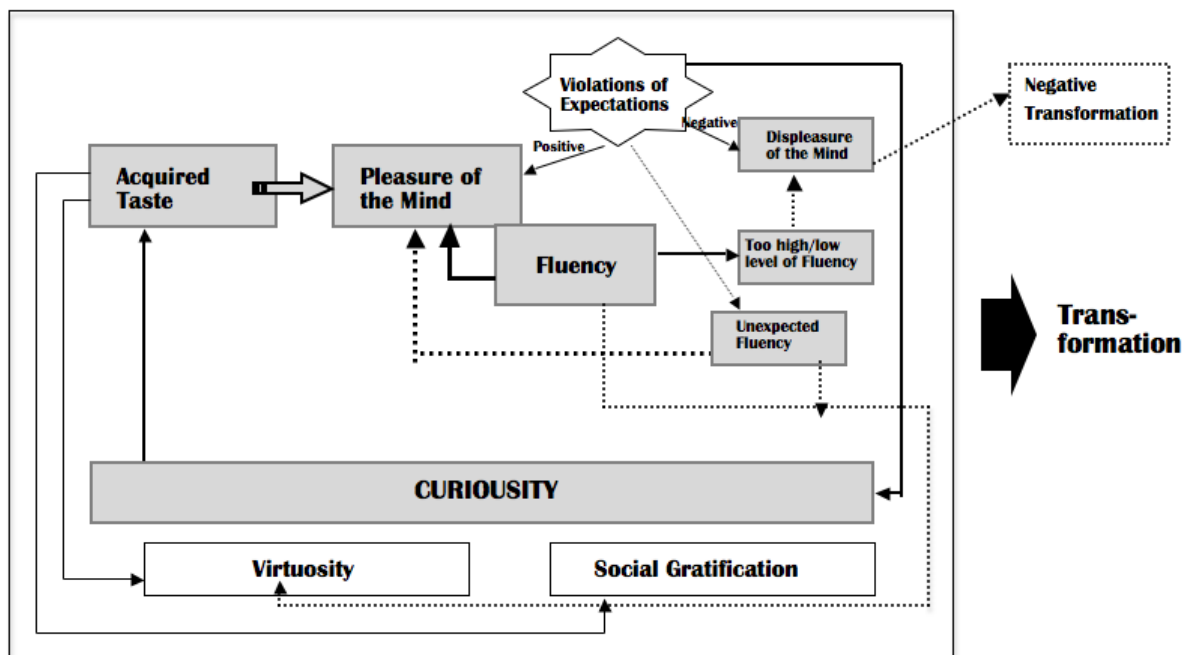 Violations of
Expectations
Negative
Positive
Negative
Transformation
Displeasure
of the Mind
Acquired
Taste
Pleasure of
the Mind
Too high/low
level of Fluency
Fluency
Unexpected
Fluency
Trans-
formation
CURIOUSITY
Virtuosity
Social Gratification